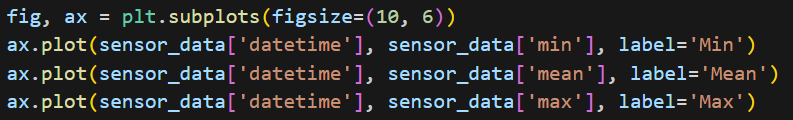 fig, ax = plt.subplots(figsize=(10, 6))
ax.plot(sensor_data['datetime'], sensor_data['min'], label='Min')
ax.plot(sensor_data['datetime'], sensor_data['mean'], label='Mean')
ax.plot(sensor_data['datetime'], sensor_data['max'], label='Max')